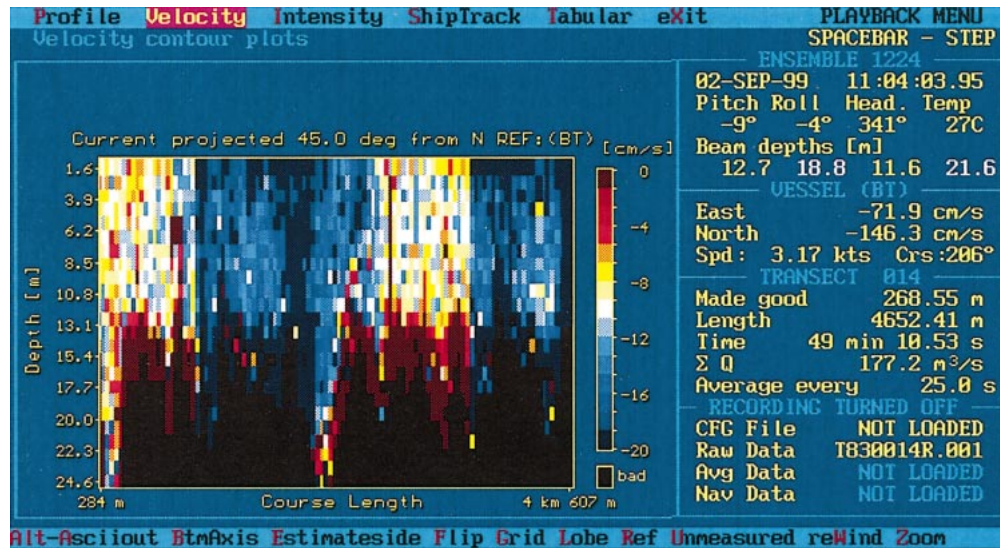 Profile Velocity Intensity ShipTrack Tabular eXit PLAYBACK MENU
Velocity contour plots SPACEBAR – STEP
ENSEMBLE 1224
02-SEP-99 11:04:03.95
Pitch Roll Head. Temp
-9° -4° 341° 27C
Beam depths [m]
12.7 18.8 11.6 21.6
VESSEL (BT)
East -71.9 cm/s
North -146.3 cm/s
Spd: 3.17 kts Crs:206°
TRANSECT 014
Made good 268.55 m
Length 4652.41 m
Time 49 min 10.53 s
Σ Q 177.2 m³/s
Average every 25.0 s
RECORDING TURNED OFF
CFG File NOT LOADED
Raw Data T830014R.001
Avg Data NOT LOADED
Nav Data NOT LOADED
Current projected 45.0 deg from N REF:(BT) [cm/s]
Depth [m]
1.6
3.9
6.2
8.5
10.8
13.1
15.4
17.7
20.0
22.3
24.6
0
-4
-8
-12
-16
-20
bad
284 m Course Length 4 km 607 m
Alt-Asciiout BtmAxis Estimateside Flip Grid Lobe Ref Unmeasured reWind Zoom